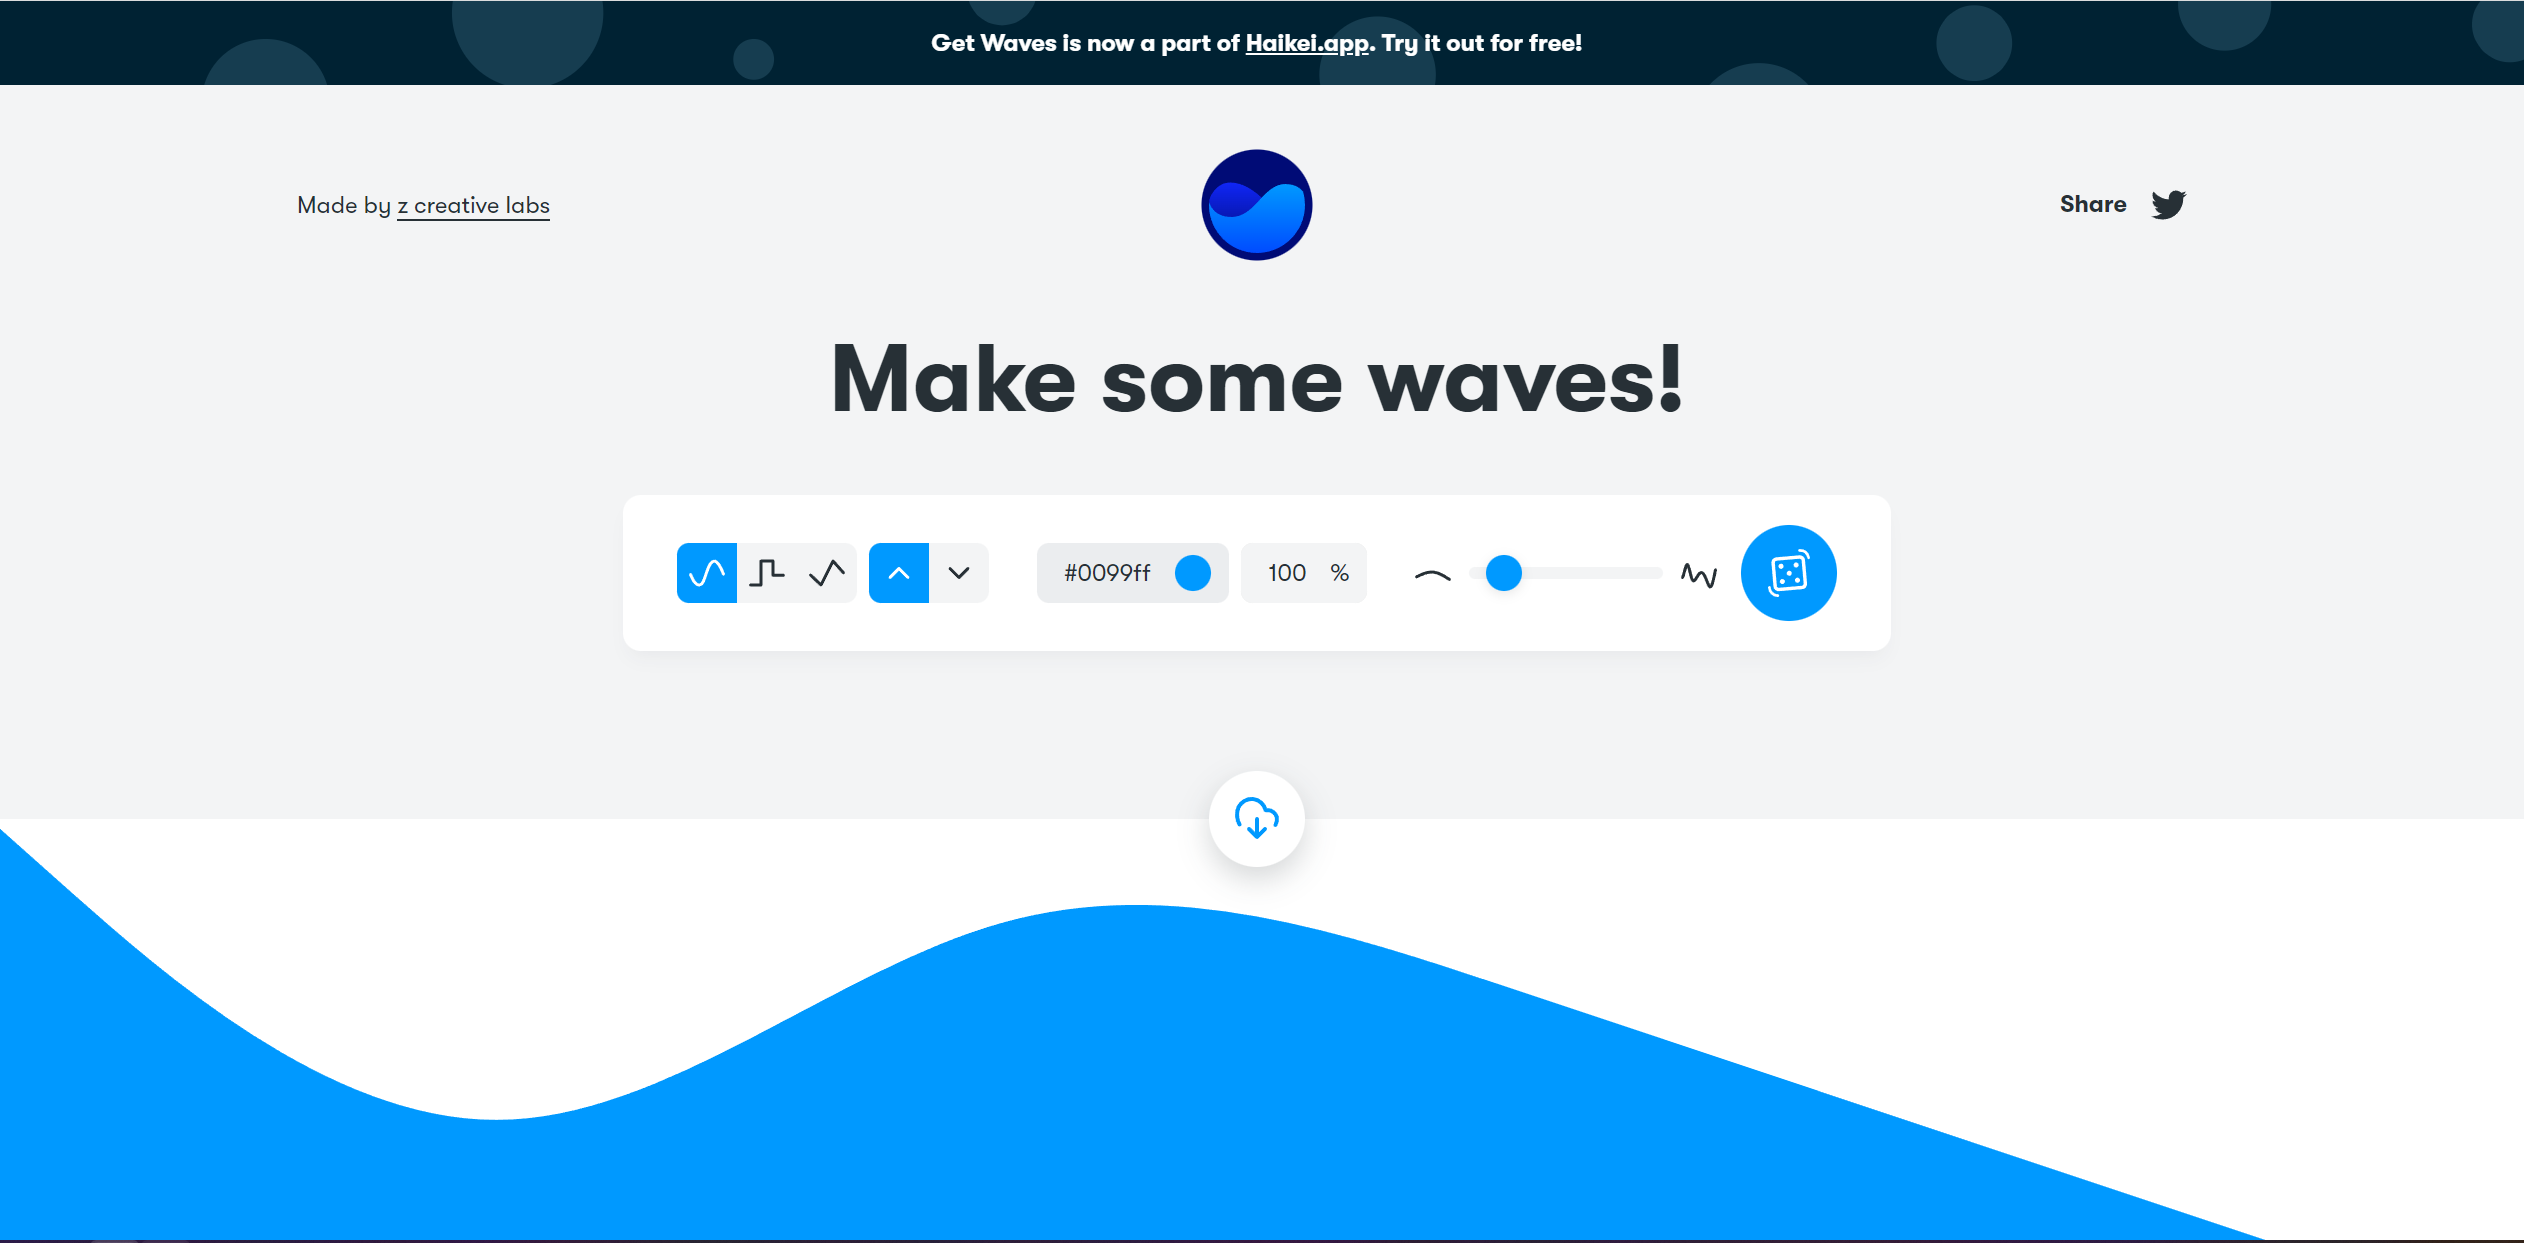 Get Waves is now a part of Haikei.app. Try it out for free!
Made by z creative labs
Share
Make some waves!
#0099ff
100 %